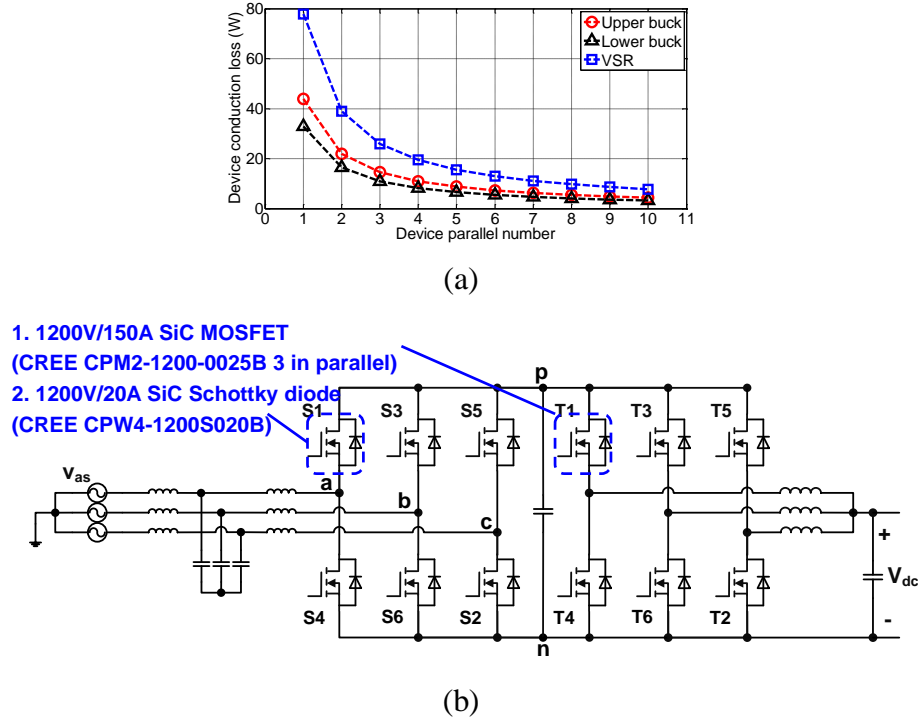 Device conduction loss (W)
80
60
40
20
0
0 1 2 3 4 5 6 7 8 9 10 11
Device parallel number
Upper buck
Lower buck
VSR
(a)
1. 1200V/150A SiC MOSFET
(CREE CPM2-1200-0025B 3 in parallel)
2. 1200V/20A SiC Schottky diode
(CREE CPW4-1200S020B)
p
S1 S3 S5 T1 T3 T5
vas
a
b
c
+
Vdc
-
S4 S6 S2 T4 T6 T2
n
(b)